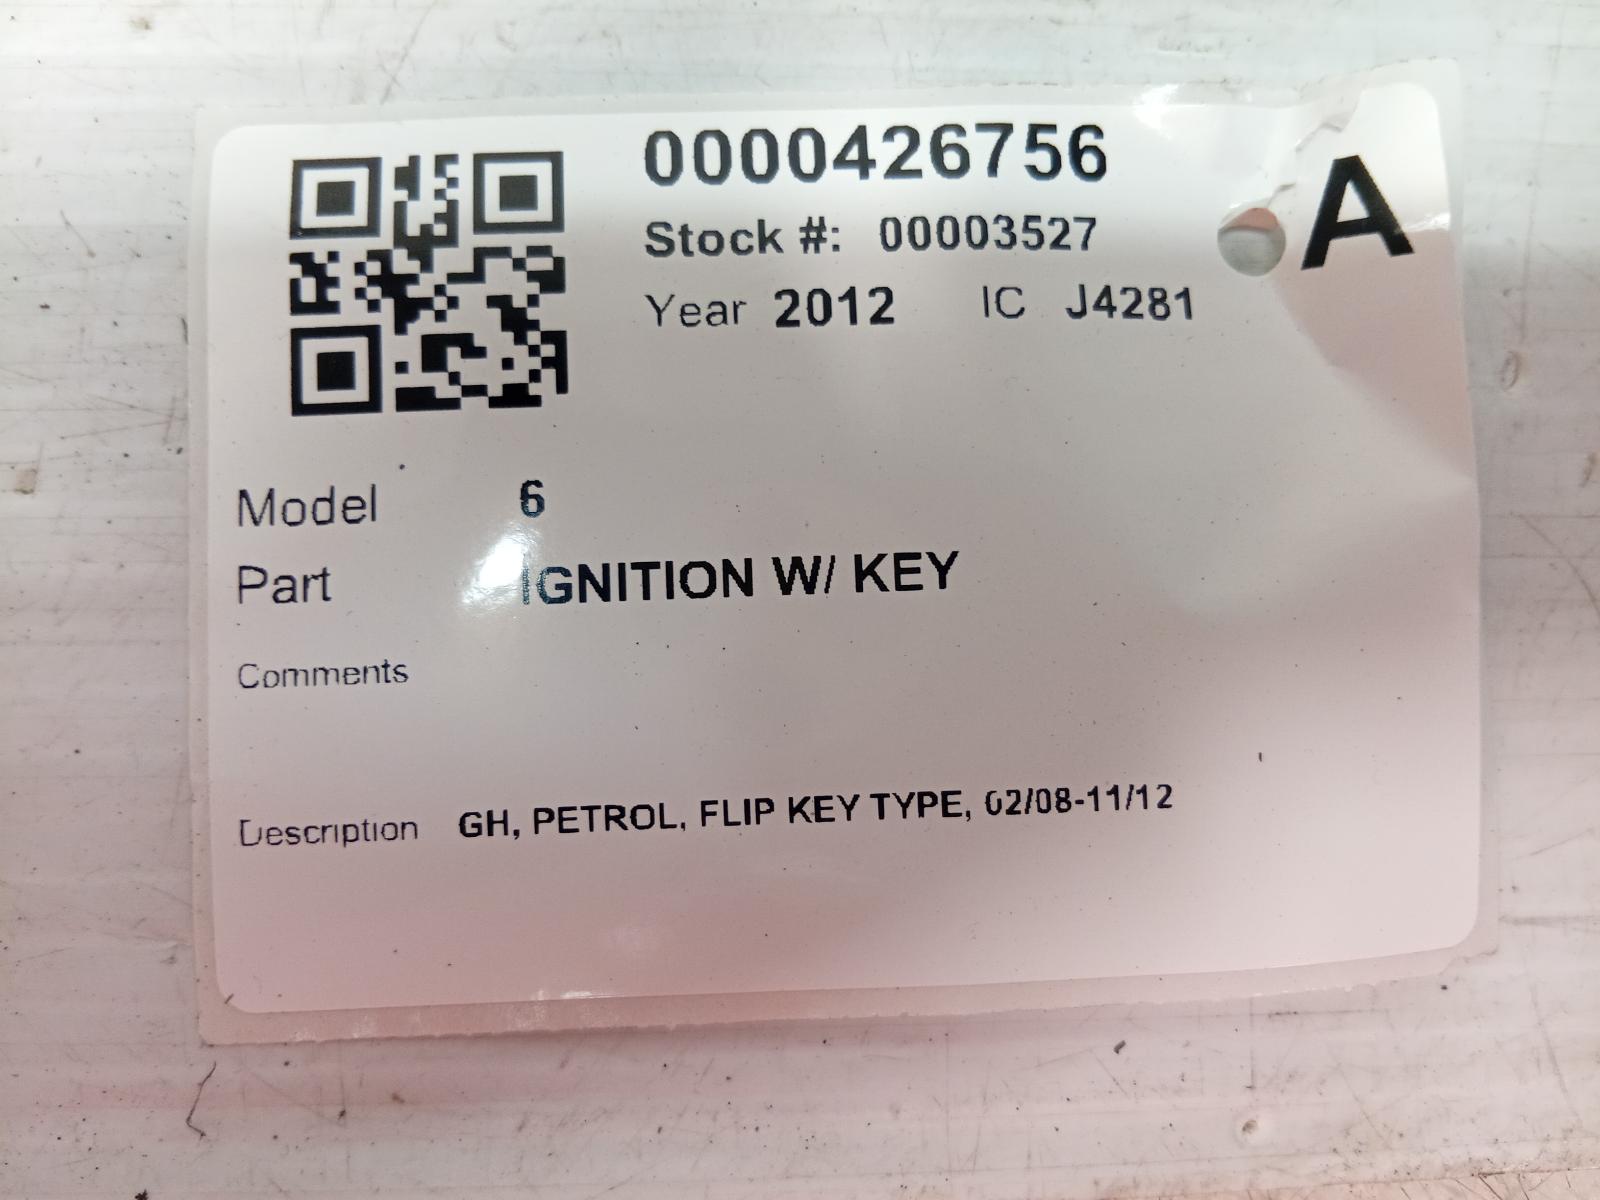 0000426756
A
Stock #: 00003527
Year 2012 IC J4281
Model 6
Part IGNITION W/ KEY
Comments
Description GH, PETROL, FLIP KEY TYPE, 02/08-11/12